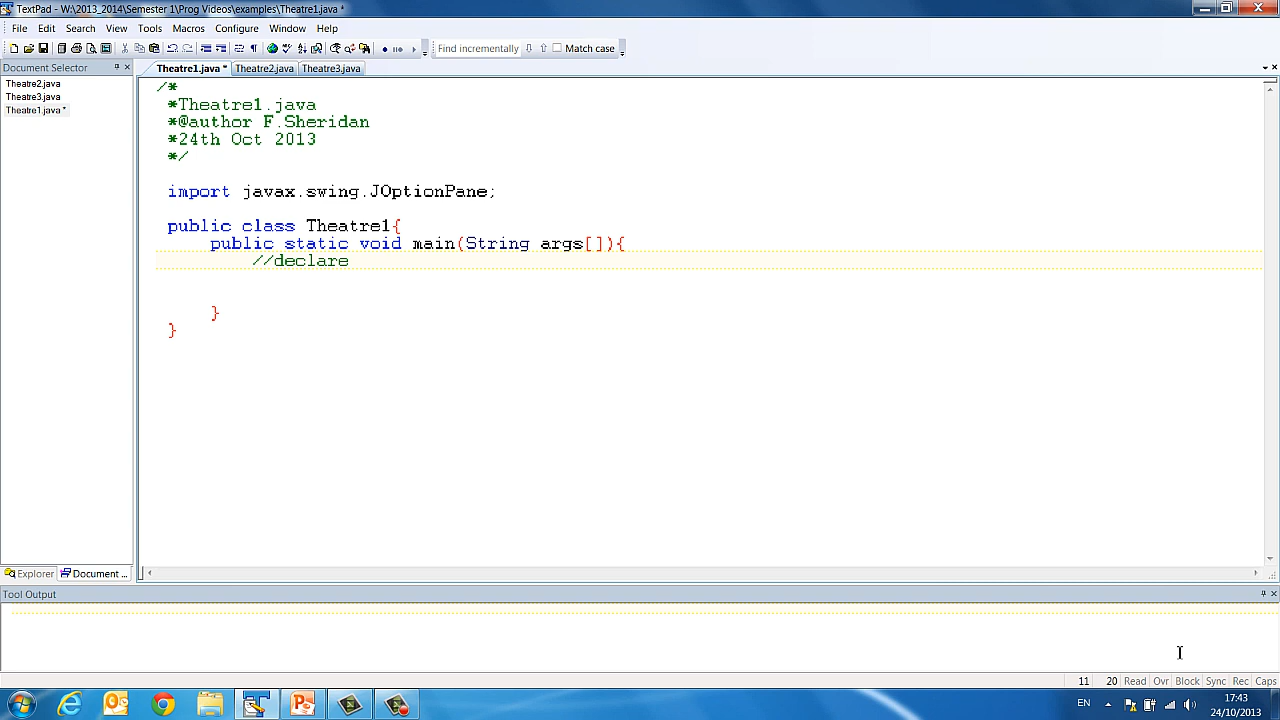 TextPad - W:\2013_2014\Semester 1\Prog Videos\examples\Theatre1.java *
File Edit Search View Tools Macros Configure Window Help
Find incrementally Match case
Document Selector
Theatre1.java * Theatre2.java Theatre3.java
Theatre2.java
Theatre3.java
Theatre1.java *
/*
*Theatre1.java
*@author F.Sheridan
*24th Oct 2013
*/
import javax.swing.JOptionPane;
public class Theatre1{
public static void main(String args[]){
//declare
}
}
Explorer Document ...
Tool Output
11 20 Read Ovr Block Sync Rec Caps
EN 17:43
24/10/2013